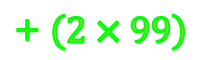 + (2 × 99)